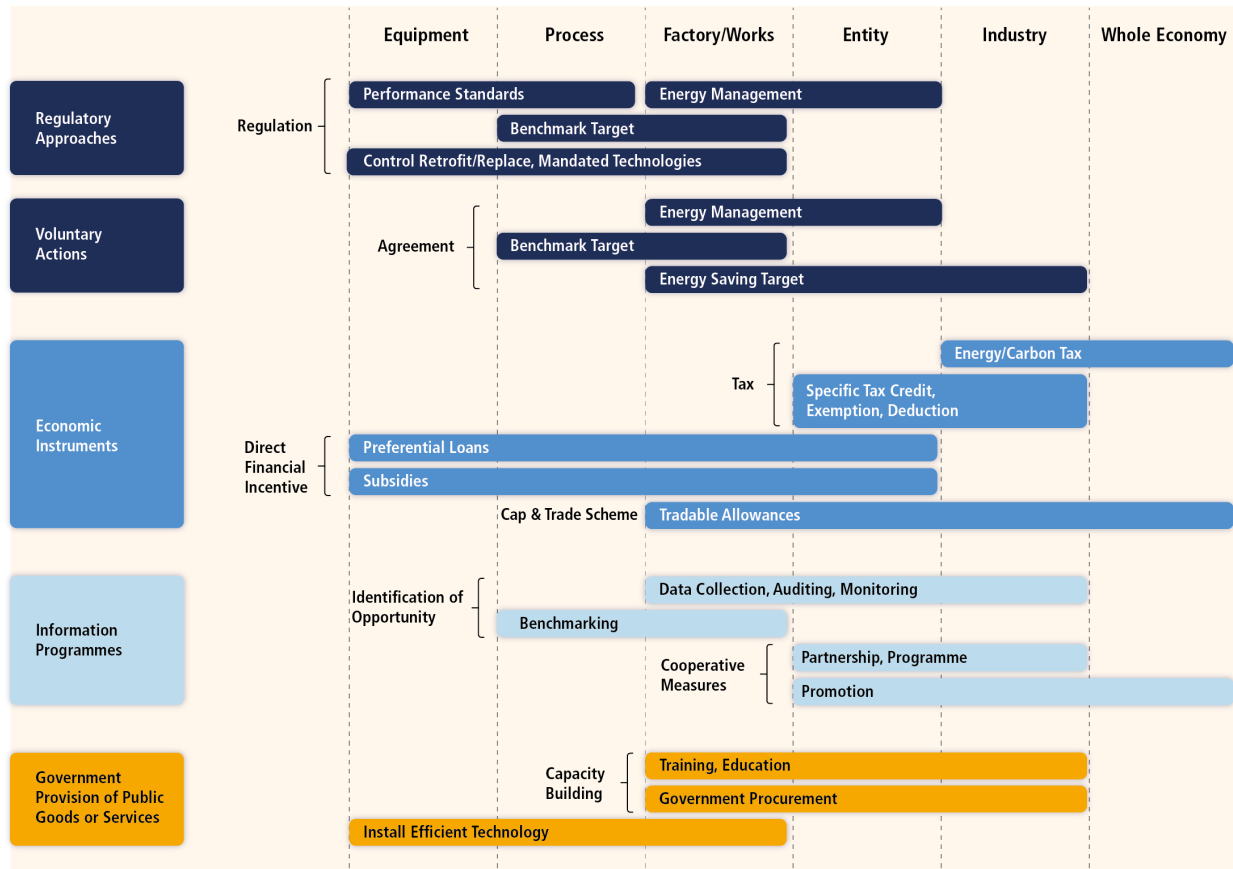 Equipment
Process
Factory/Works
Entity
Industry
Whole Economy
Regulatory
Approaches
Regulation
Performance Standards
Energy Management
Benchmark Target
Control Retrofit/Replace, Mandated Technologies
Voluntary
Actions
Agreement
Energy Management
Benchmark Target
Energy Saving Target
Economic
Instruments
Tax
Energy/Carbon Tax
Specific Tax Credit,
Exemption, Deduction
Direct
Financial
Incentive
Preferential Loans
Subsidies
Cap & Trade Scheme
Tradable Allowances
Information
Programmes
Identification of
Opportunity
Data Collection, Auditing, Monitoring
Benchmarking
Cooperative
Measures
Partnership, Programme
Promotion
Government
Provision of Public
Goods or Services
Capacity
Building
Training, Education
Government Procurement
Install Efficient Technology